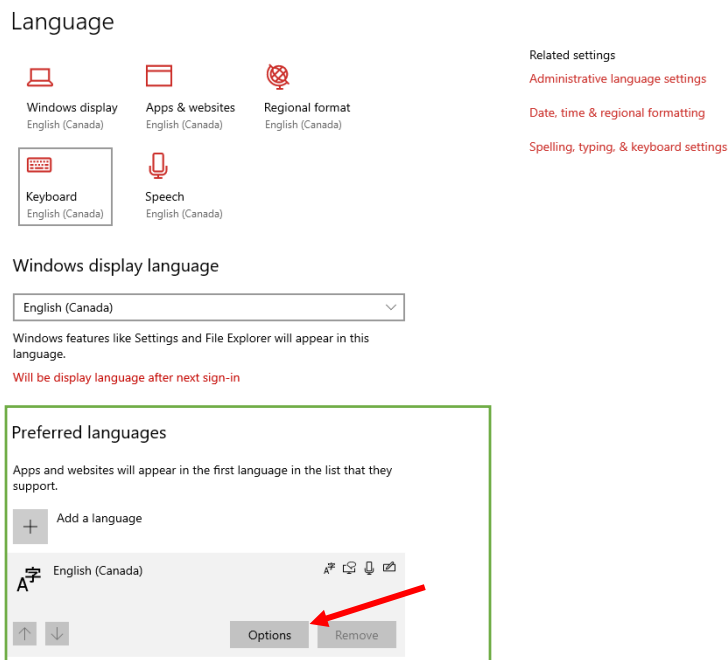 Language
Related settings
Administrative language settings
Date, time & regional formatting
Spelling, typing, & keyboard settings
Windows display
English (Canada)
Apps & websites
English (Canada)
Regional format
English (Canada)
Keyboard
English (Canada)
Speech
English (Canada)
Windows display language
English (Canada)
Windows features like Settings and File Explorer will appear in this
language.
Will be display language after next sign-in
Preferred languages
Apps and websites will appear in the first language in the list that they
support.
Add a language
A字 English (Canada) A字
Options Remove